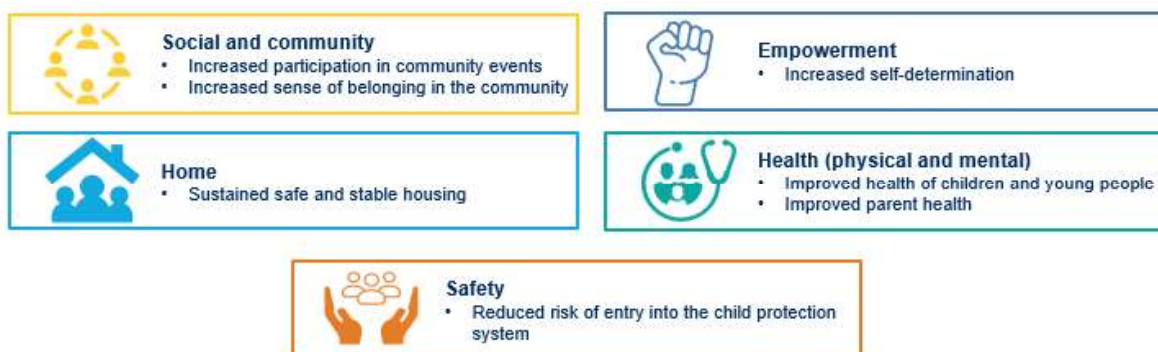 Social and community
• Increased participation in community events
• Increased sense of belonging in the community
Empowerment
• Increased self-determination
Home
• Sustained safe and stable housing
Health (physical and mental)
• Improved health of children and young people
• Improved parent health
Safety
• Reduced risk of entry into the child protection
system